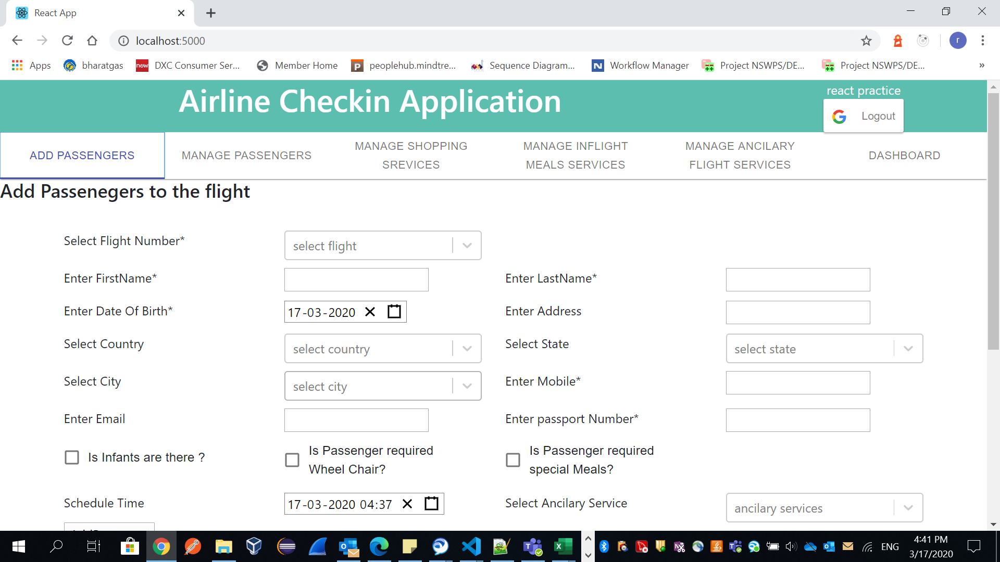 React App
localhost:5000
r
Apps
bharatgas
now
DXC Consumer Ser...
Member Home
P
peoplehub.mindtre...
Sequence Diagram...
N
Workflow Manager
Project NSWPS/DE...
Project NSWPS/DE...
»
Airline Checkin Application
react practice
G
Logout
ADD PASSENGERS
MANAGE PASSENGERS
MANAGE SHOPPING
SREVICES
MANAGE INFLIGHT
MEALS SERVICES
MANAGE ANCILARY
FLIGHT SERVICES
DASHBOARD
Add Passenegers to the flight
Select Flight Number*
select flight
Enter FirstName*
Enter LastName*
Enter Date Of Birth*
17-03-2020
Enter Address
Select Country
select country
Select State
select state
Select City
select city
Enter Mobile*
Enter Email
Enter passport Number*
Is Infants are there ?
Is Passenger required
Wheel Chair?
Is Passenger required
special Meals?
Schedule Time
17-03-2020 04:37
Select Ancilary Service
ancilary services
ENG
4:41 PM
3/17/2020